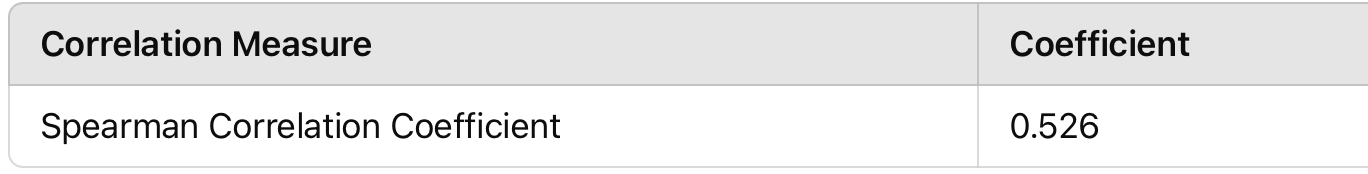 Correlation Measure Coefficient
Spearman Correlation Coefficient 0.526